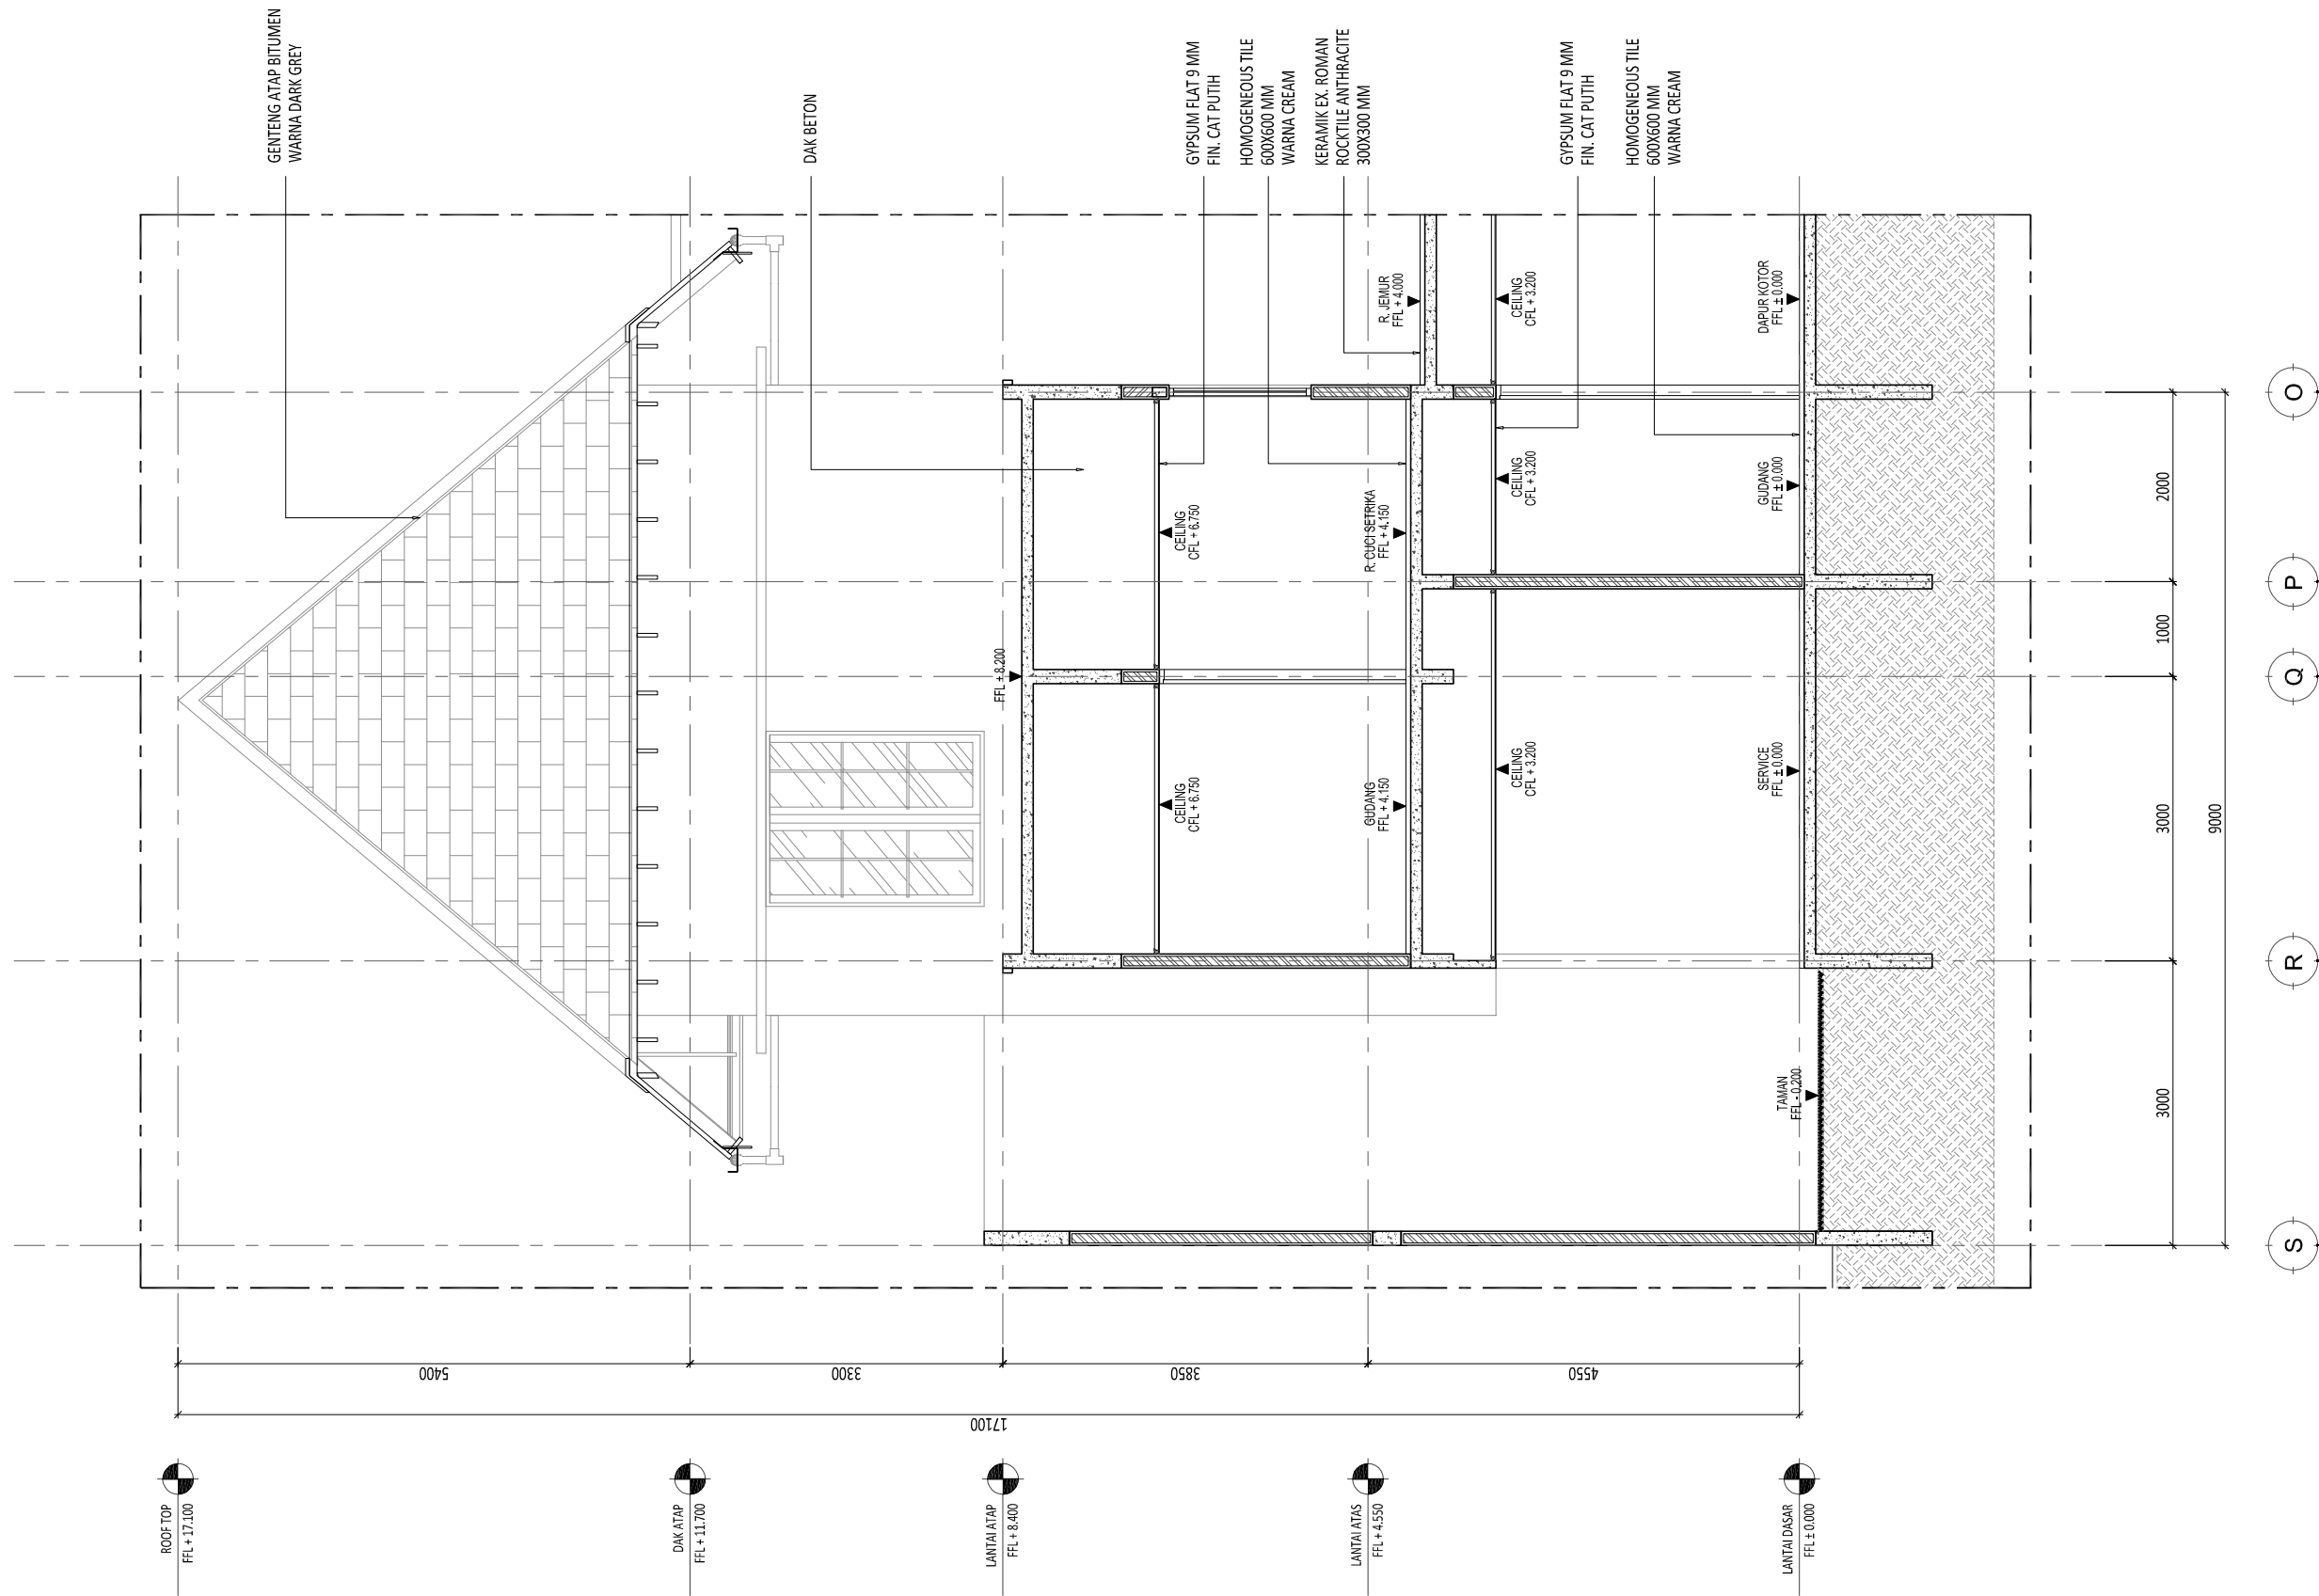 GENTENG ATAP BITUMEN
WARNA DARK GREY
DAK BETON
GYPSUM FLAT 9 MM
FIN. CAT PUTIH
HOMOGENEOUS TILE
600X600 MM
WARNA CREAM
KERAMIK EX. ROMAN
ROCKTILE ANTHRACITE
300X300 MM
GYPSUM FLAT 9 MM
FIN. CAT PUTIH
HOMOGENEOUS TILE
600X600 MM
WARNA CREAM
R. JEMUR
FFL + 4.000
CEILING
CFL + 3.200
DAPUR KOTOR
FFL ± 0.000
CEILING
CFL + 6.750
R. CUCI SETRIKA
FFL + 4.150
CEILING
CFL + 3.200
GUDANG
FFL ± 0.000
FFL + 8.200
CEILING
CFL + 6.750
GUDANG
FFL + 4.150
CEILING
CFL + 3.200
SERVICE
FFL ± 0.000
TAMAN
FFL - 0.200
2000
1000
3000
3000
9000
O
P
Q
R
S
5400
3300
3850
4550
17100
ROOFTOP
FFL + 17.100
DAK ATAP
FFL + 11.700
LANTAI ATAP
FFL + 8.400
LANTAI ATAS
FFL + 4.550
LANTAI DASAR
FFL ± 0.000